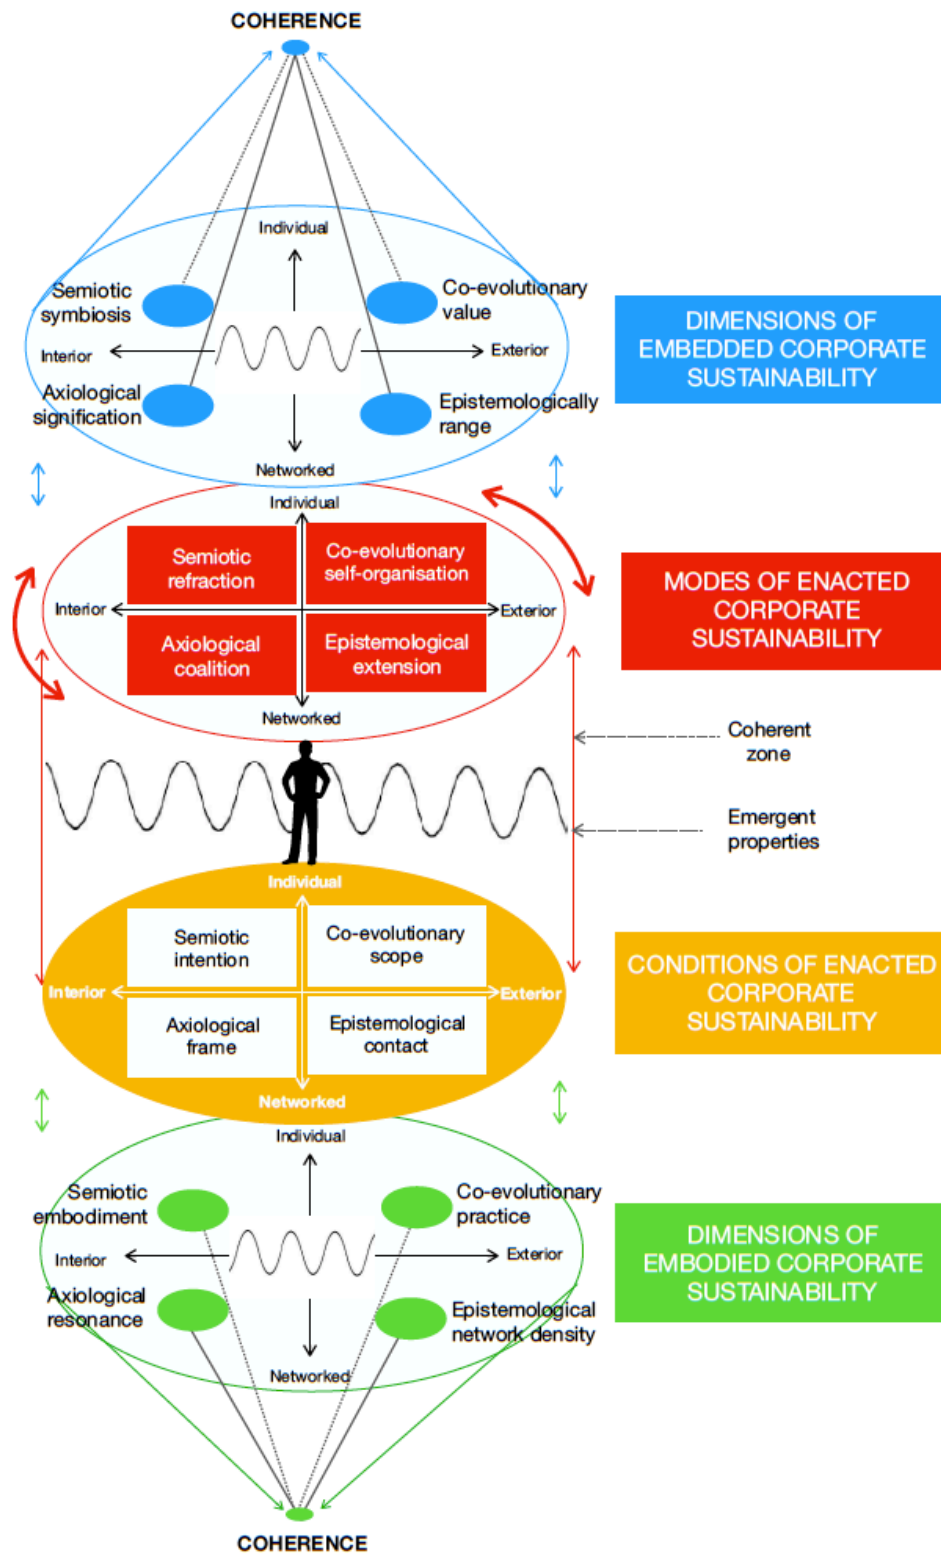 COHERENCE
Individual
Semiotic
symbiosis
Co-evolutionary
value
Interior
Exterior
Axiological
signification
Epistemologically
range
Networked
DIMENSIONS OF
EMBEDDED CORPORATE
SUSTAINABILITY
Individual
Semiotic
refraction
Co-evolutionary
self-organisation
Interior
Exterior
Axiological
coalition
Epistemological
extension
Networked
MODES OF ENACTED
CORPORATE
SUSTAINABILITY
Coherent
zone
Emergent
properties
Individual
Semiotic
intention
Co-evolutionary
scope
Interior
Exterior
Axiological
frame
Epistemological
contact
Networked
CONDITIONS OF ENACTED
CORPORATE
SUSTAINABILITY
Individual
Semiotic
embodiment
Co-evolutionary
practice
Interior
Exterior
Axiological
resonance
Epistemological
network density
Networked
DIMENSIONS OF
EMBODIED CORPORATE
SUSTAINABILITY
COHERENCE